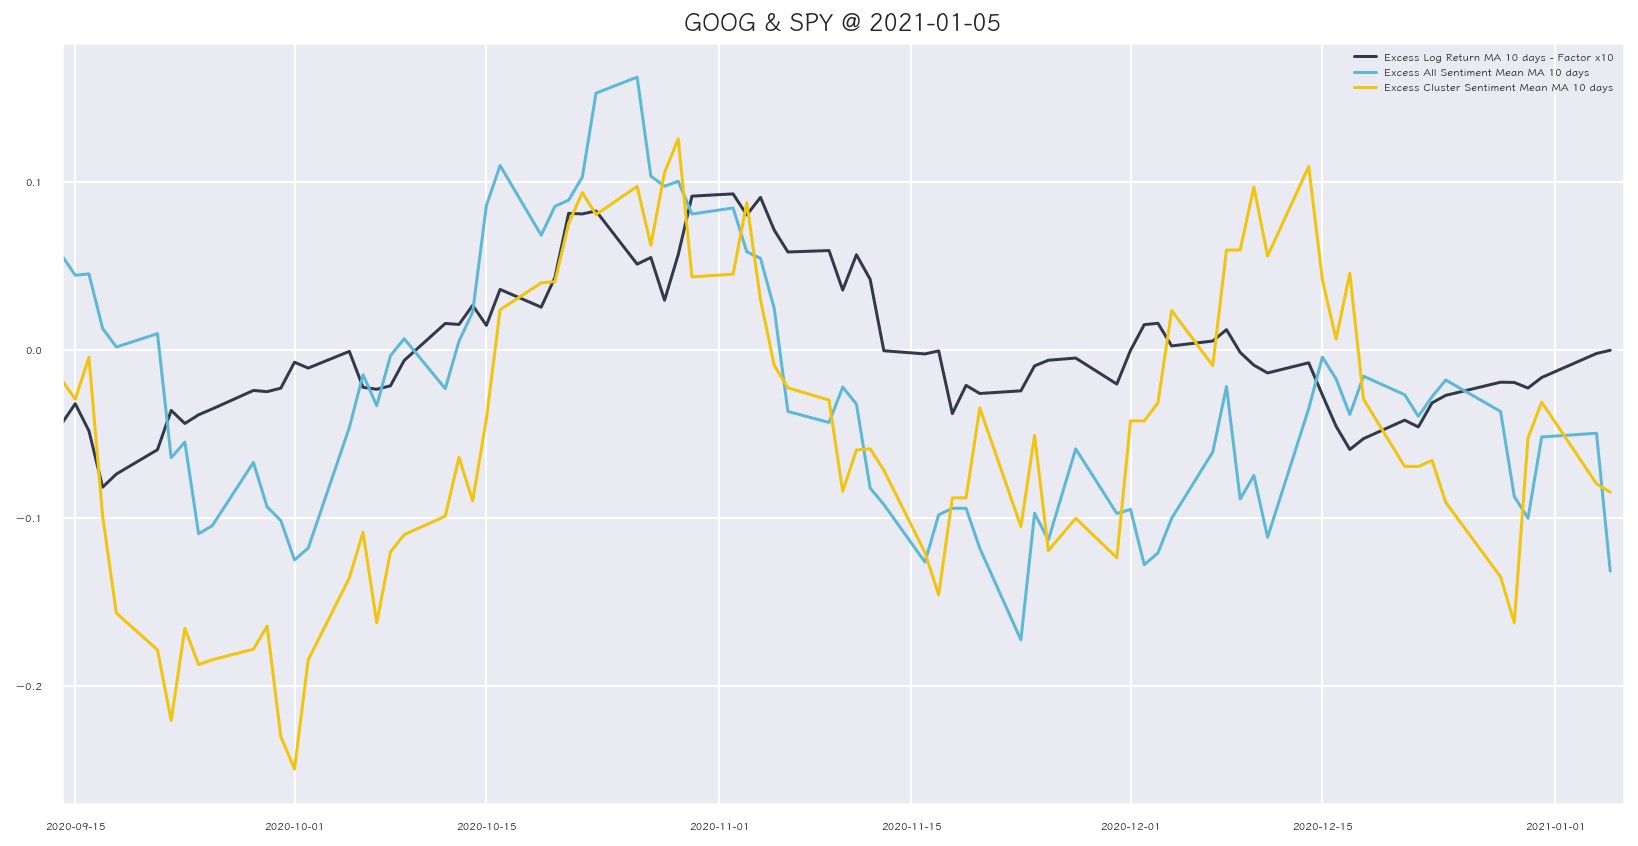 GOOG & SPY @ 2021-01-05
Excess Log Return MA 10 days - Factor x10
Excess All Sentiment Mean MA 10 days
Excess Cluster Sentiment Mean MA 10 days
0.1
0.0
−0.1
−0.2
2020-09-15 2020-10-01 2020-10-15 2020-11-01 2020-11-15 2020-12-01 2020-12-15 2021-01-01